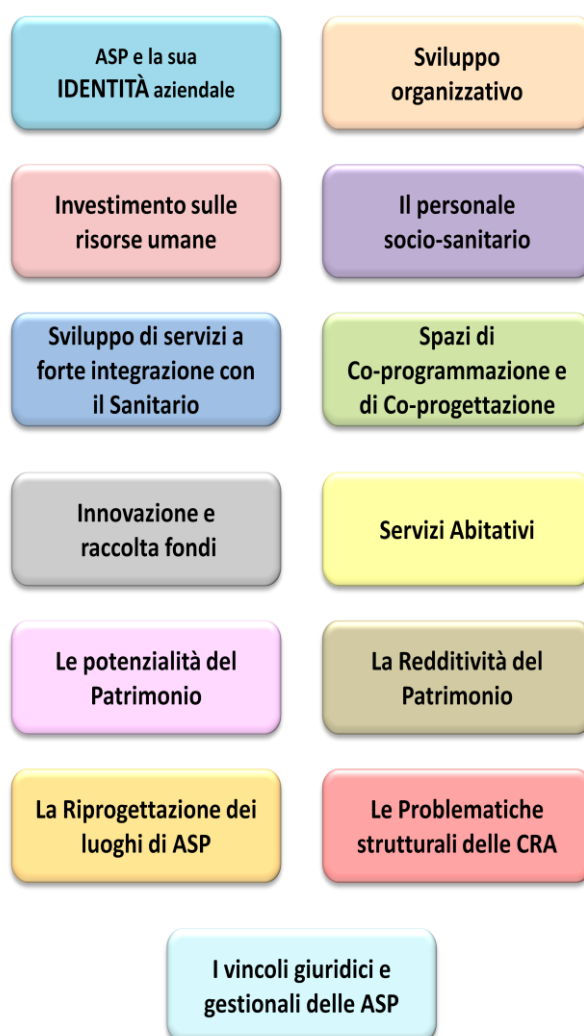 ASP e la sua
IDENTITÀ aziendale
Sviluppo
organizzativo
Investimento sulle
risorse umane
Il personale
socio-sanitario
Sviluppo di servizi a
forte integrazione con
il Sanitario
Spazi di
Co-programmazione e
di Co-progettazione
Innovazione e
raccolta fondi
Servizi Abitativi
Le potenzialità del
Patrimonio
La Redditività del
Patrimonio
La Riprogettazione dei
luoghi di ASP
Le Problematiche
strutturali delle CRA
I vincoli giuridici e
gestionali delle ASP